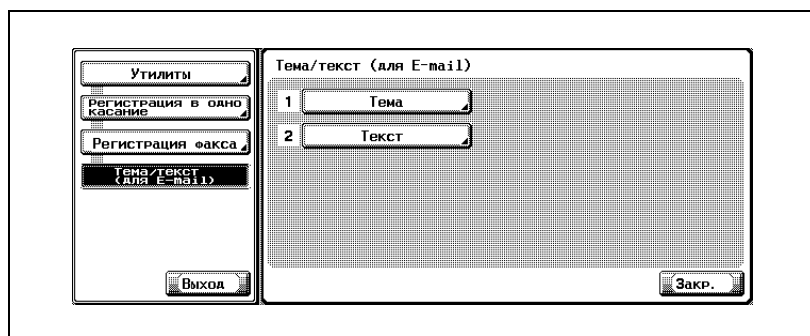 Утилиты
Регистрация в одно
касание
Регистрация факса
Тема/текст
(для E-mail)
Выход
Тема/текст (для E-mail)
1 Тема
2 Текст
Закр.